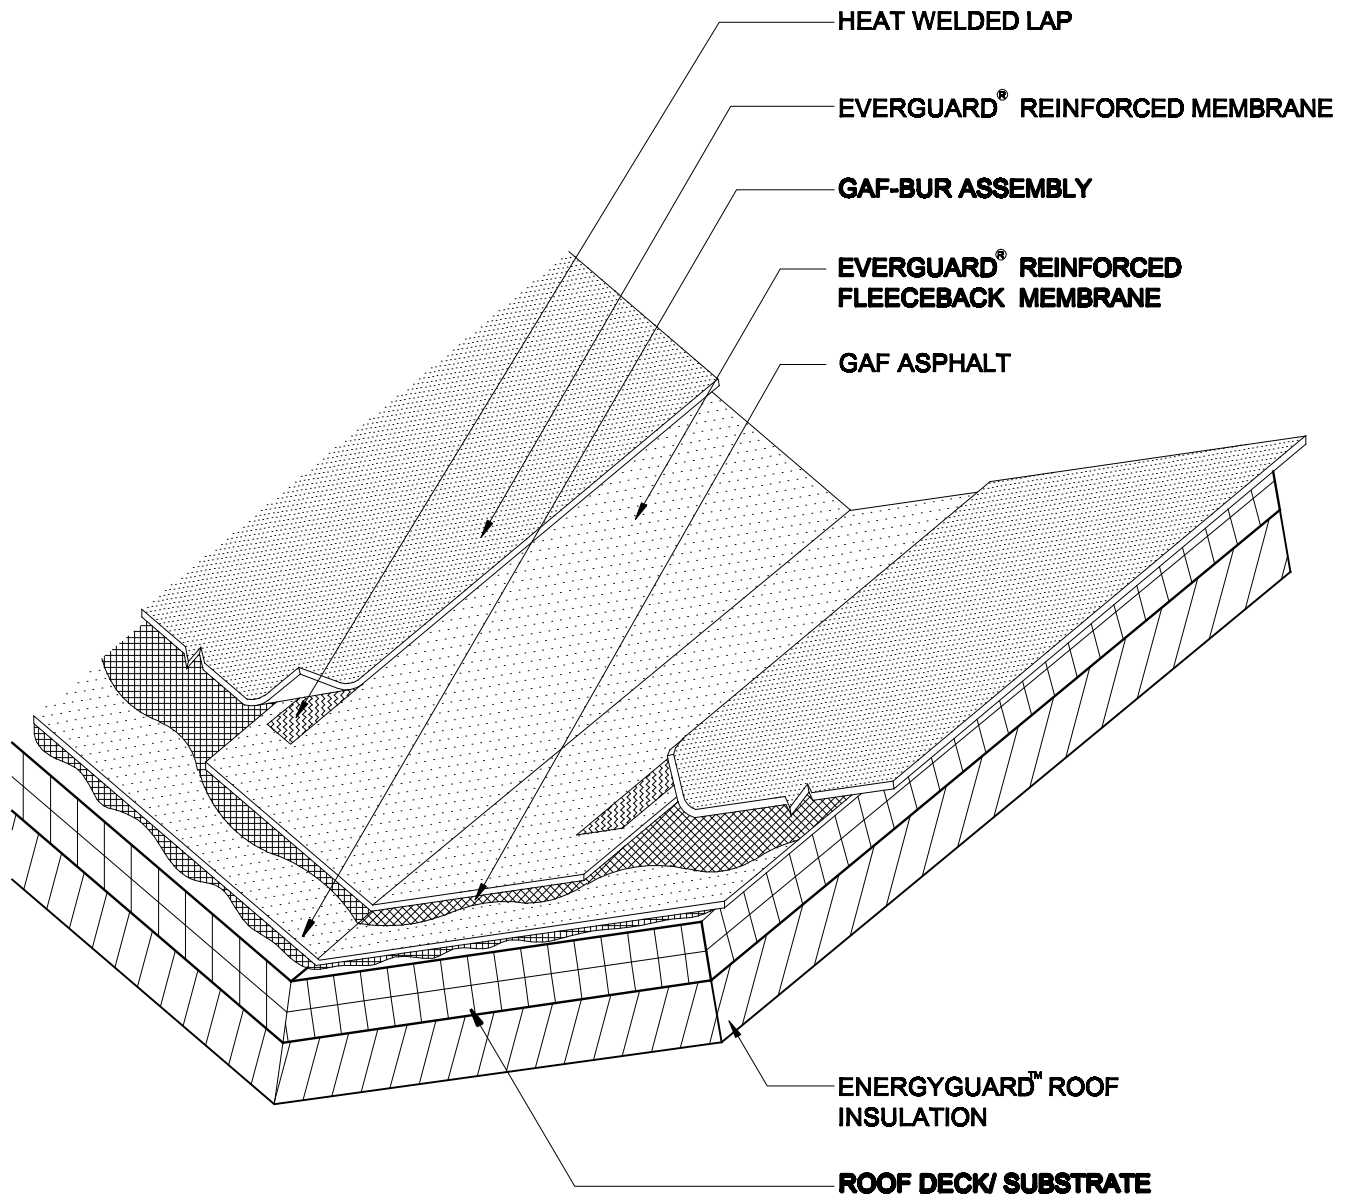 HEAT WELDED LAP
EVERGUARD® REINFORCED MEMBRANE
GAF-BUR ASSEMBLY
EVERGUARD® REINFORCED
FLEECEBACK MEMBRANE
GAF ASPHALT
ENERGYGUARD™ ROOF
INSULATION
ROOF DECK/ SUBSTRATE